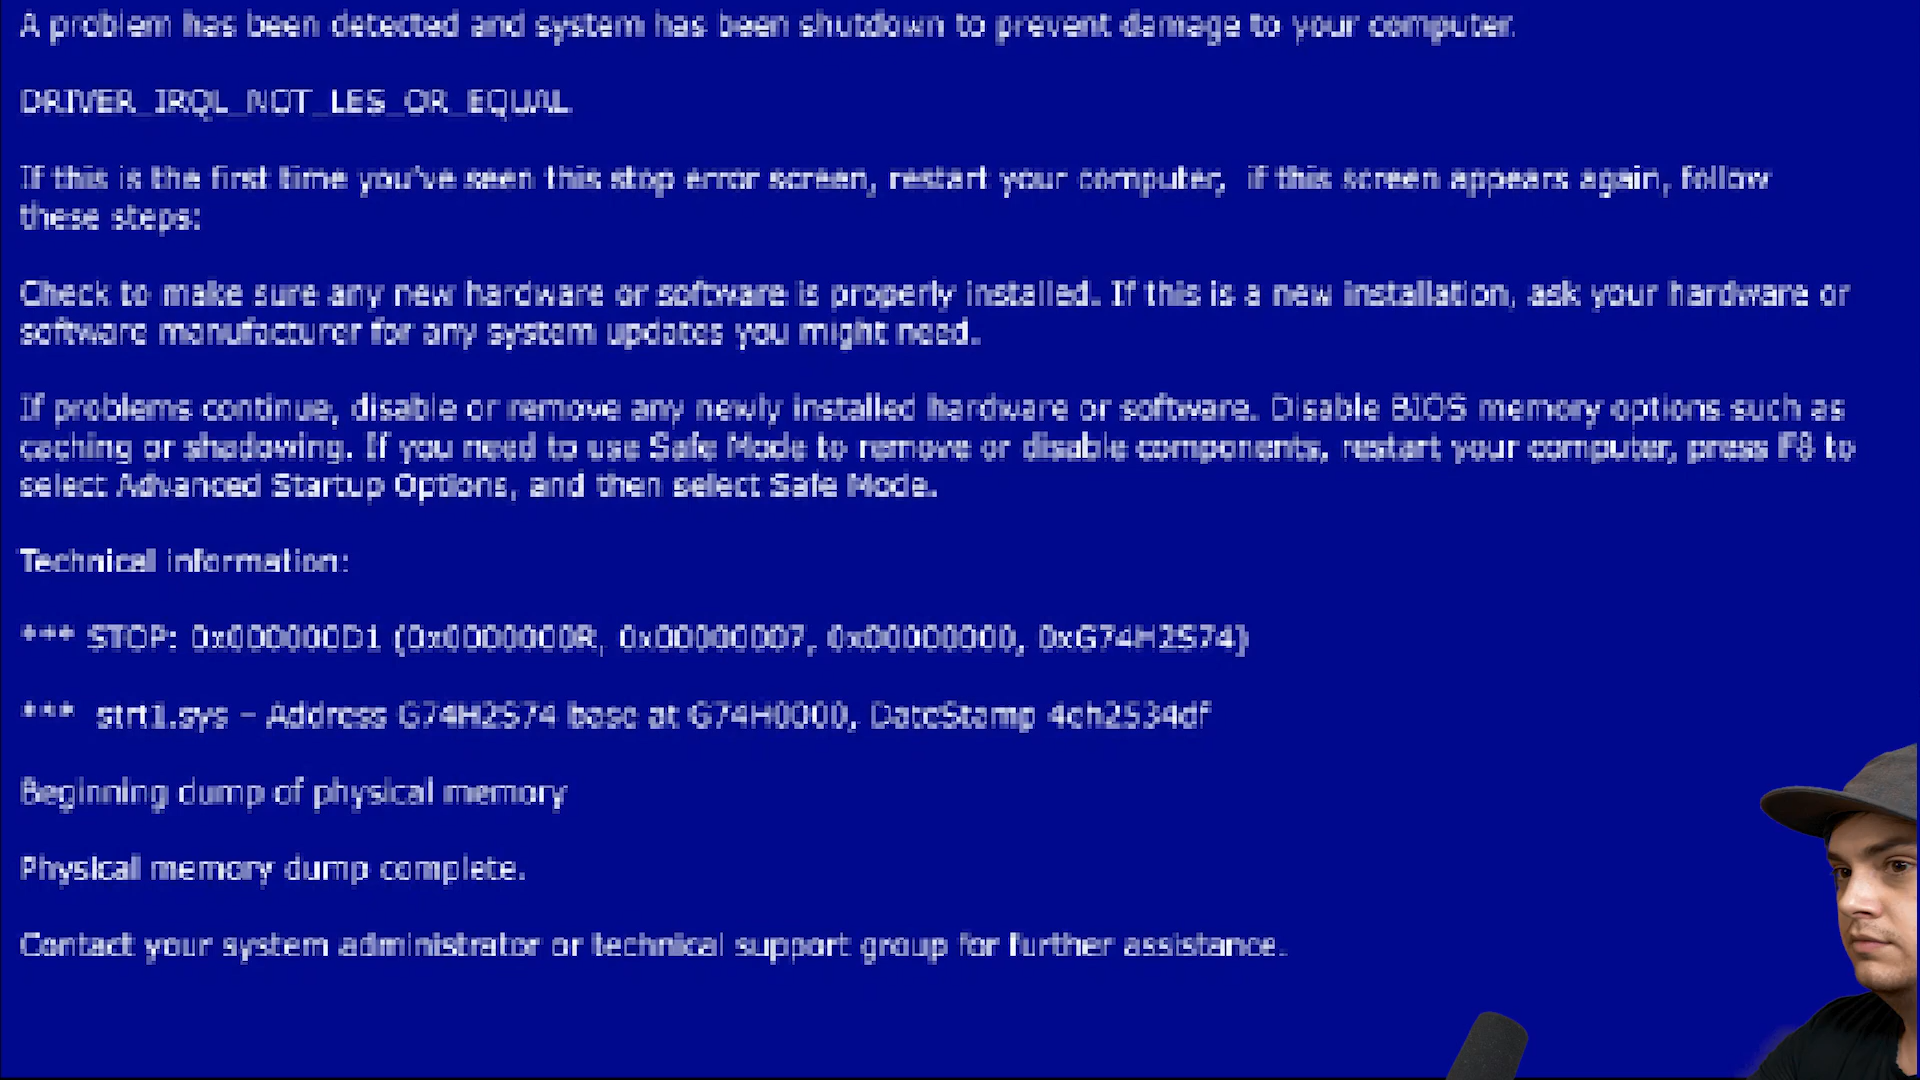 A problem has been detected and system has been shutdown to prevent damage to your computer.
DRIVER_IRQL_NOT_LES_OR_EQUAL
If this is the first time you've seen this stop error screen, restart your computer, if this screen appears again, follow
these steps:
Check to make sure any new hardware or software is properly installed. If this is a new installation, ask your hardware or
software manufacturer for any system updates you might need.
If problems continue, disable or remove any newly installed hardware or software. Disable BIOS memory options such as
caching or shadowing. If you need to use Safe Mode to remove or disable components, restart your computer, press F8 to
select Advanced Startup Options, and then select Safe Mode.
Technical information:
*** STOP: 0x000000D1 (0x0000000R, 0x00000007, 0x00000000, 0xG74H2S74)
*** strt1.sys – Address G74H2S74 base at G74H0000, DateStamp 4eh2534df
Beginning dump of physical memory
Physical memory dump complete.
Contact your system administrator or technical support group for further assistance.